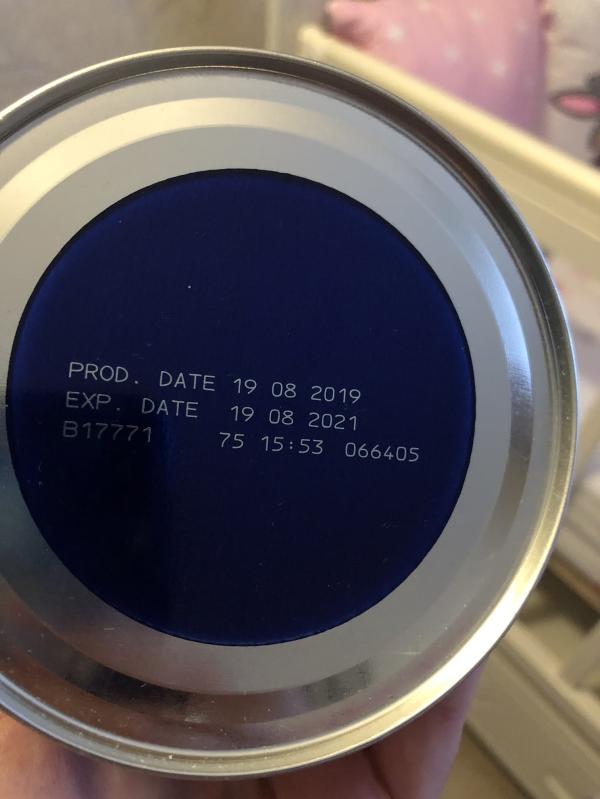 PROD. DATE 19 08 2019
EXP. DATE 19 08 2021
B17771 75 15:53 066405